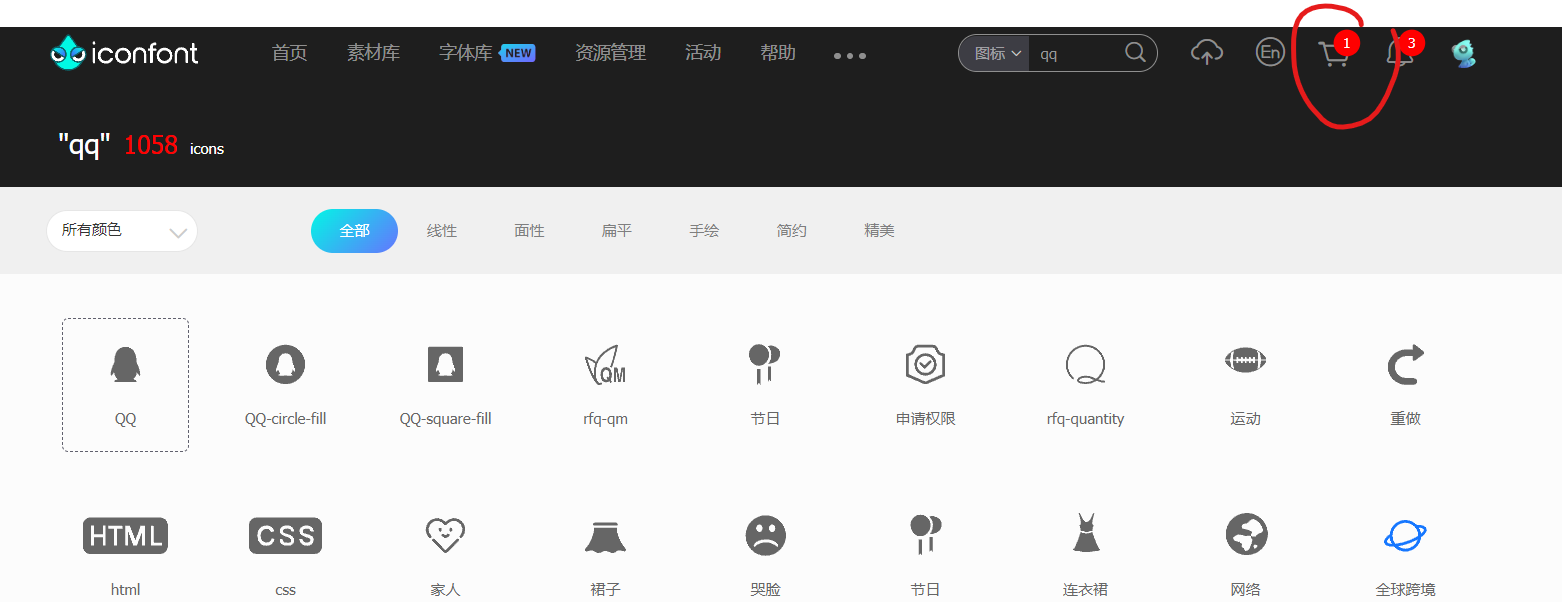 iconfont 首页 素材库 字体库 NEW 资源管理 活动 帮助 图标 qq En 1 3
"qq" 1058 icons
所有颜色 全部 线性 面性 扁平 手绘 简约 精美
QM
QQ QQ-circle-fill QQ-square-fill rfq-qm 节日 申请权限 rfq-quantity 运动 重做
HTML CSS
html css 家人 裙子 哭脸 节日 连衣裙 网络 全球跨境